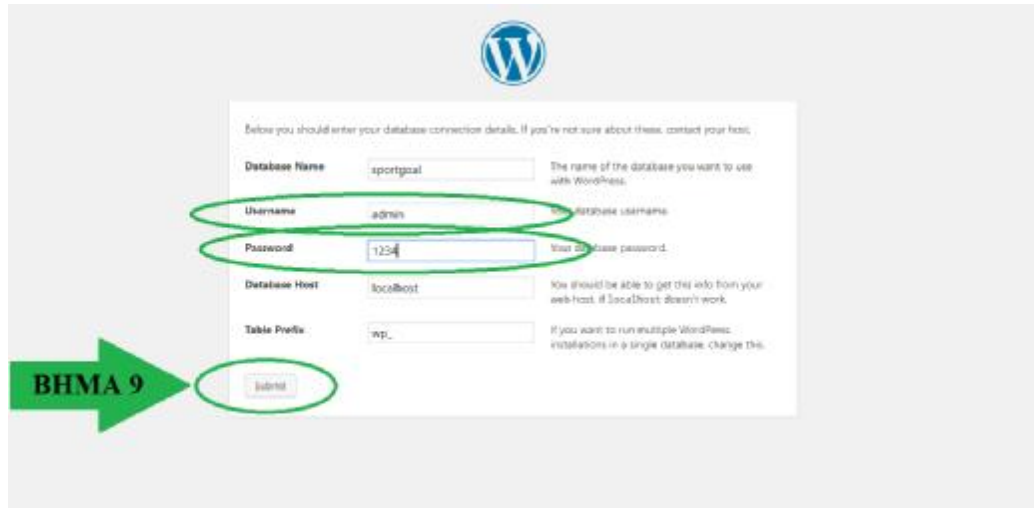 Below you should enter your database connection details. If you're not sure about these, contact your host.
Database Name
sportgoal
The name of the database you want to use
with WordPress.
Username
admin
Your database username.
Password
1234
Your database password.
Database Host
localhost
You should be able to get this info from your
web host, if localhost doesn't work.
Table Prefix
wp_
If you want to run multiple WordPress
installations in a single database, change this.
ΒΗΜΑ 9
Submit